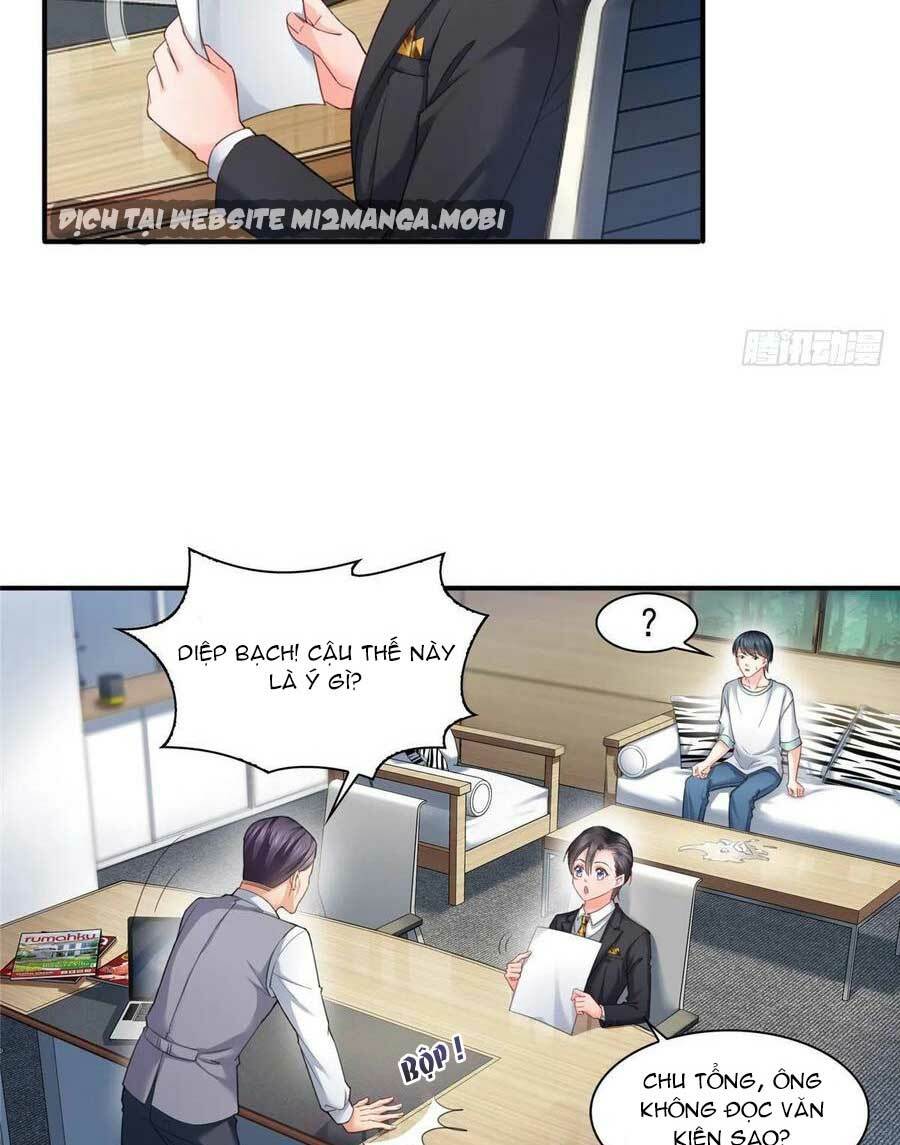 DỊCH TẠI WEBSITE MI2MANGA.MOBI
腾讯动漫
?
DIỆP BẠCH! CẬU THẾ NÀY
LÀ Ý GÌ?
rumahku
BỘP!
CHU TỔNG, ÔNG
KHÔNG ĐỌC VĂN
KIỆN SAO?